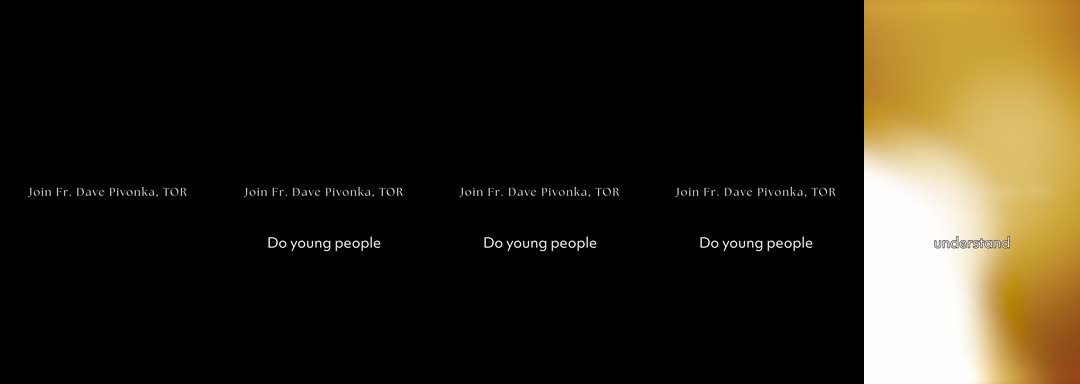 Join Fr. Dave Pivonka, TOR
Join Fr. Dave Pivonka, TOR
Join Fr. Dave Pivonka, TOR
Join Fr. Dave Pivonka, TOR
Do young people
Do young people
Do young people
understand